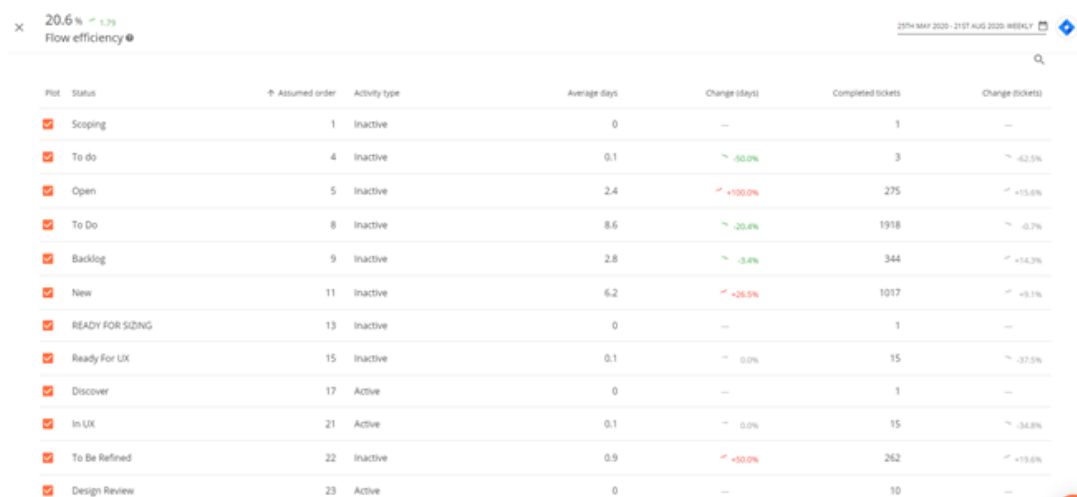 20.6 % 1.79
Flow efficiency
25TH MAY 2020 - 21ST AUG 2020: WEEKLY
Plot Status Assumed order Activity type Average days Change (days) Completed tickets Change (tickets)
Scoping 1 Inactive 0 — 1 —
To do 4 Inactive 0.1 -50.0% 3 -62.5%
Open 5 Inactive 2.4 +100.0% 275 +15.6%
To Do 8 Inactive 8.6 -20.4% 1918 -0.7%
Backlog 9 Inactive 2.8 -3.4% 344 +14.3%
New 11 Inactive 6.2 +26.5% 1017 +9.1%
READY FOR SIZING 13 Inactive 0 — 1 —
Ready For UX 15 Inactive 0.1 0.0% 15 -37.5%
Discover 17 Active 0 — 1 —
In UX 21 Active 0.1 0.0% 15 -34.8%
To Be Refined 22 Inactive 0.9 +50.0% 262 +19.6%
Design Review 23 Active 0 — 10 —